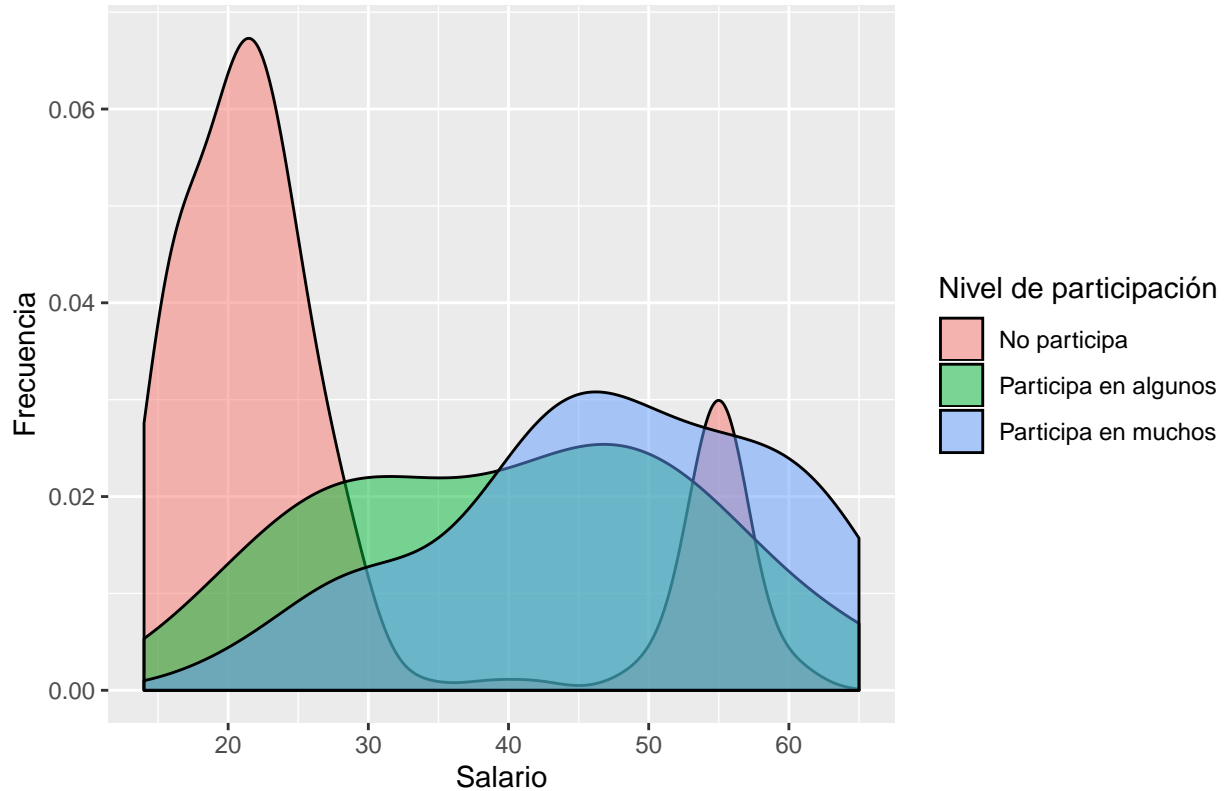 0.06
0.04
0.02
0.00
Frecuencia
20 30 40 50 60
Salario
Nivel de participación
No participa
Participa en algunos
Participa en muchos